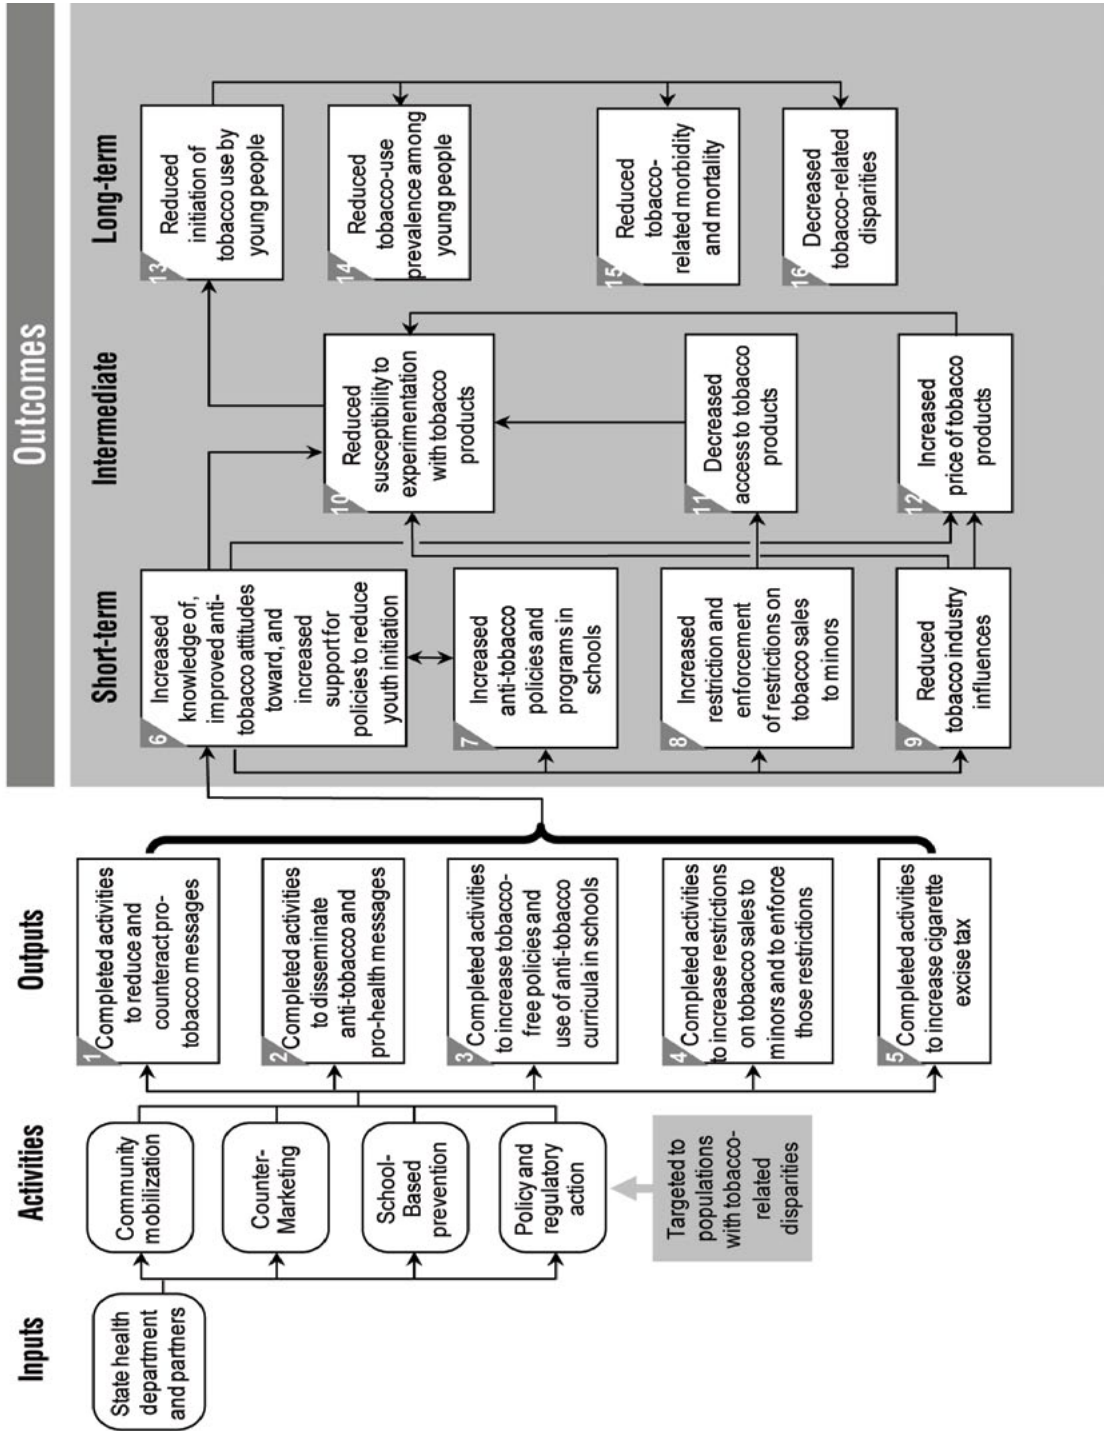 Outcomes
Inputs
Activities
Outputs
Short-term
Intermediate
Long-term
State health
department
and partners
Community
mobilization
Counter-
Marketing
School-
Based
prevention
Policy and
regulatory
action
Targeted to
populations
with tobacco-
related
disparities
1
Completed activities
to reduce and
counteract pro-
tobacco messages
2
Completed activities
to disseminate
anti-tobacco and
pro-health messages
3
Completed activities
to increase tobacco-
free policies and
use of anti-tobacco
curricula in schools
4
Completed activities
to increase restrictions
on tobacco sales to
minors and to enforce
those restrictions
5
Completed activities
to increase cigarette
excise tax
6
Increased
knowledge of,
improved anti-
tobacco attitudes
toward, and
increased
support for
policies to reduce
youth initiation
7
Increased
anti-tobacco
policies and
programs in
schools
8
Increased
restriction and
enforcement
of restrictions on
tobacco sales
to minors
9
Reduced
tobacco industry
influences
10
Reduced
susceptibility to
experimentation
with tobacco
products
11
Decreased
access to tobacco
products
12
Increased
price of tobacco
products
13
Reduced
initiation of
tobacco use by
young people
14
Reduced
tobacco-use
prevalence among
young people
15
Reduced
tobacco-
related morbidity
and mortality
16
Decreased
tobacco-related
disparities